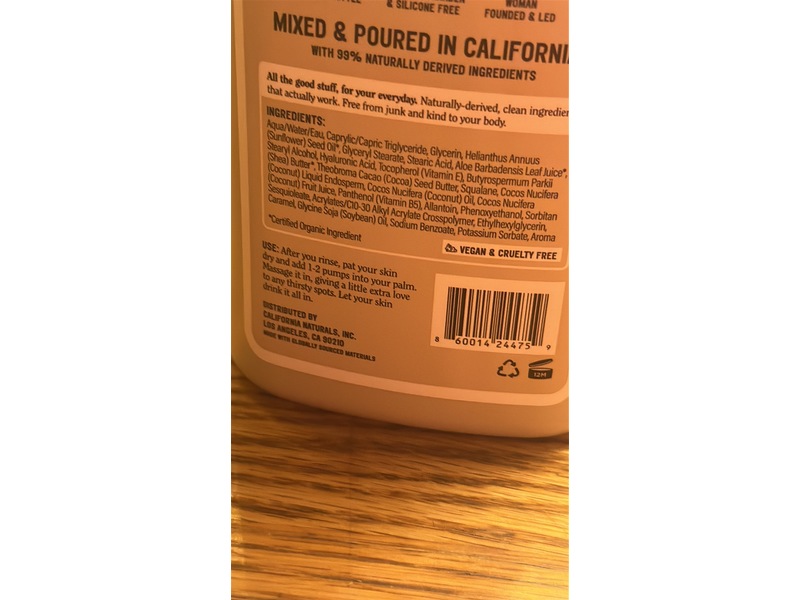 & SILICONE FREE
WOMAN
FOUNDED & LED
MIXED & POURED IN CALIFORNIA
WITH 99% NATURALLY DERIVED INGREDIENTS
All the good stuff, for your everyday. Naturally-derived, clean ingredien
that actually work. Free from junk and kind to your body.
INGREDIENTS:
Aqua/Water/Eau, Caprylic/Capric Triglyceride, Glycerin, Helianthus Annuus
(Sunflower) Seed Oil*, Glyceryl Stearate, Stearic Acid, Aloe Barbadensis Leaf Juice*,
Stearyl Alcohol, Hyaluronic Acid, Tocopherol (Vitamin E), Butyrospermum Parkii
(Shea) Butter*, Theobroma Cacao (Cocoa) Seed Butter, Squalane, Cocos Nucifera
(Coconut) Liquid Endosperm, Cocos Nucifera (Coconut) Oil, Cocos Nucifera
(Coconut) Fruit Juice, Panthenol (Vitamin B5), Allantoin, Phenoxyethanol, Sorbitan
Sesquioleate, Acrylates/C10-30 Alkyl Acrylate Crosspolymer, Ethylhexylglycerin,
Caramel, Glycine Soja (Soybean) Oil, Sodium Benzoate, Potassium Sorbate, Aroma
*Certified Organic Ingredient
VEGAN & CRUELTY FREE
USE: After you rinse, pat your skin
dry and add 1-2 pumps into your palm.
Massage it in, giving a little extra love
to any thirsty spots. Let your skin
drink it all in.
DISTRIBUTED BY
CALIFORNIA NATURALS, INC.
LOS ANGELES, CA 90210
MADE WITH GLOBALLY SOURCED MATERIALS
8 60014 24475 9
12M